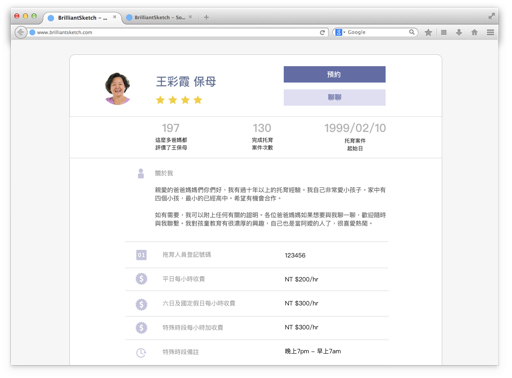 BrilliantSketch
BrilliantSketch - So...
www.brilliantsketch.com
Google
王彩霞 保母
預約
聊聊
197
這麼多爸媽都
評價了王保母
130
完成托育
案件次數
1999/02/10
托育案件
起始日
關於我
親愛的爸爸媽媽們你們好，我有過十年以上的托育經驗。我自己非常愛小孩子。家中有
四個小孩，最小的已經高中。希望有機會合作。
如有需要，我可以附上任何有關的證明。各位爸爸媽媽如果想要與我聊一聊，歡迎隨時
與我聯繫。我對孩童教育有很濃厚的興趣，自己也是當阿嬤的人了，很喜愛熱鬧。
01
托育人員登記號碼
123456
平日每小時收費
NT $200/hr
六日及國定假日每小時收費
NT $300/hr
特殊時段每小時加收費
NT $300/hr
特殊時段備註
晚上7pm - 早上7am